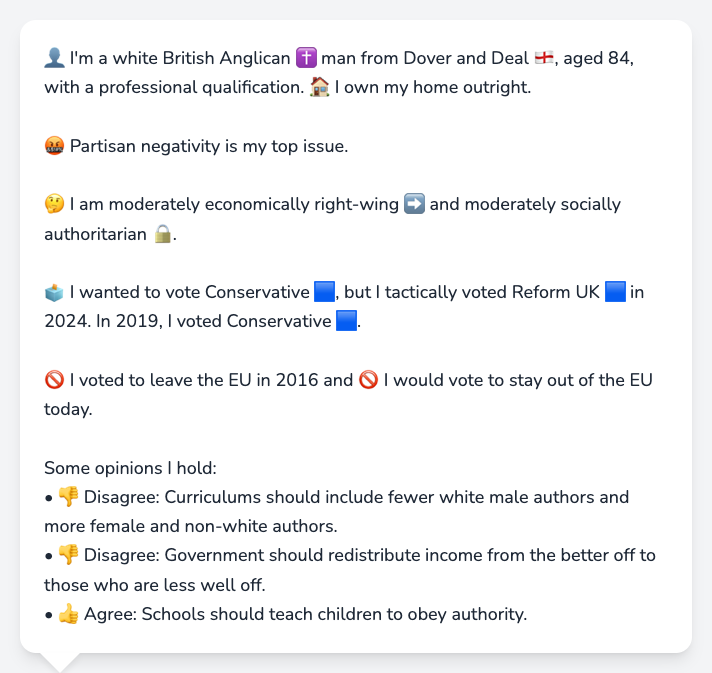 👤 I'm a white British Anglican ✝️ man from Dover and Deal 🏴󠁧󠁢󠁥󠁮󠁧󠁿, aged 84,
with a professional qualification. 🏠 I own my home outright.
🤬 Partisan negativity is my top issue.
🤔 I am moderately economically right-wing ➡️ and moderately socially
authoritarian 🔒.
🗳️ I wanted to vote Conservative 🟦, but I tactically voted Reform UK 🟦 in
2024. In 2019, I voted Conservative 🟦.
🚫 I voted to leave the EU in 2016 and 🚫 I would vote to stay out of the EU
today.
Some opinions I hold:
• 👎 Disagree: Curriculums should include fewer white male authors and
more female and non-white authors.
• 👎 Disagree: Government should redistribute income from the better off to
those who are less well off.
• 👍 Agree: Schools should teach children to obey authority.